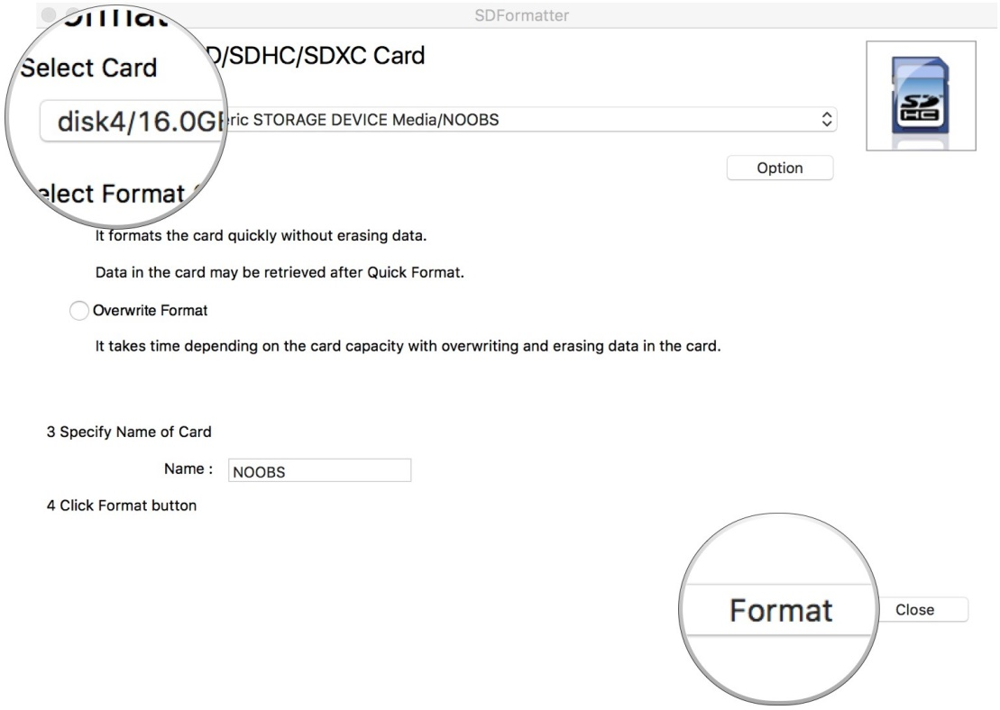 SDFormatter
D/SDHC/SDXC Card
Select Card
disk4/16.0G ric STORAGE DEVICE Media/NOOBS
SD
HC
Option
elect Format
It formats the card quickly without erasing data.
Data in the card may be retrieved after Quick Format.
Overwrite Format
It takes time depending on the card capacity with overwriting and erasing data in the card.
3 Specify Name of Card
Name : NOOBS
4 Click Format button
Format Close